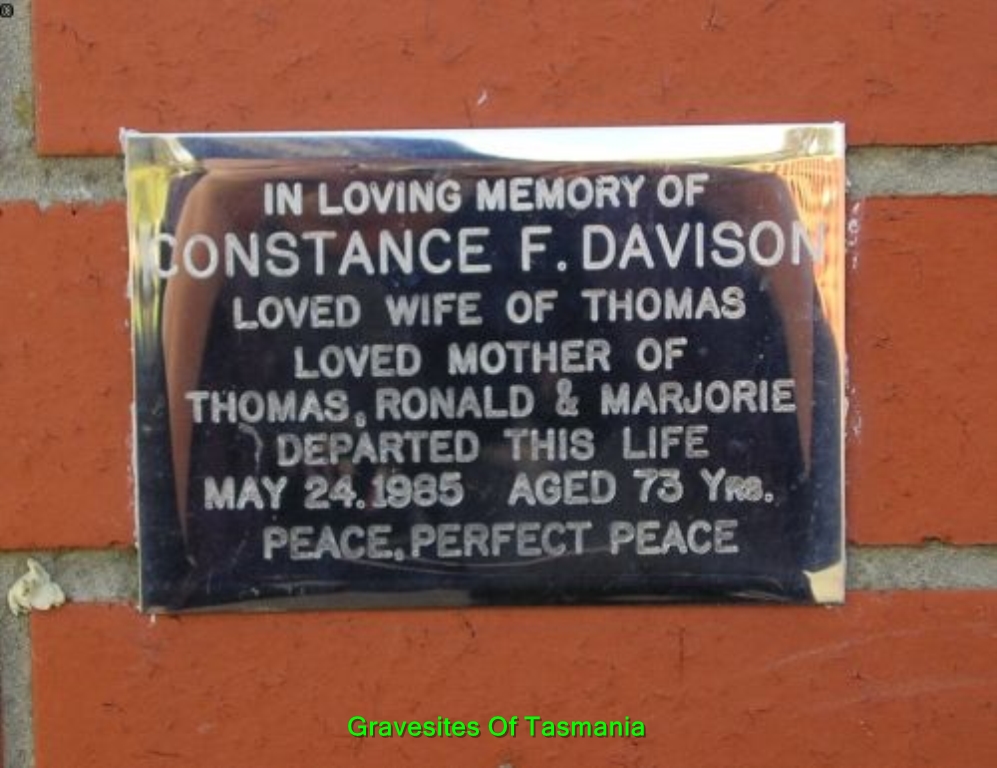 IN LOVING MEMORY OF
CONSTANCE F. DAVISON
LOVED WIFE OF THOMAS
LOVED MOTHER OF
THOMAS, RONALD & MARJORIE
DEPARTED THIS LIFE
MAY 24.1985 AGED 73 YRS.
PEACE, PERFECT PEACE
Gravesites Of Tasmania